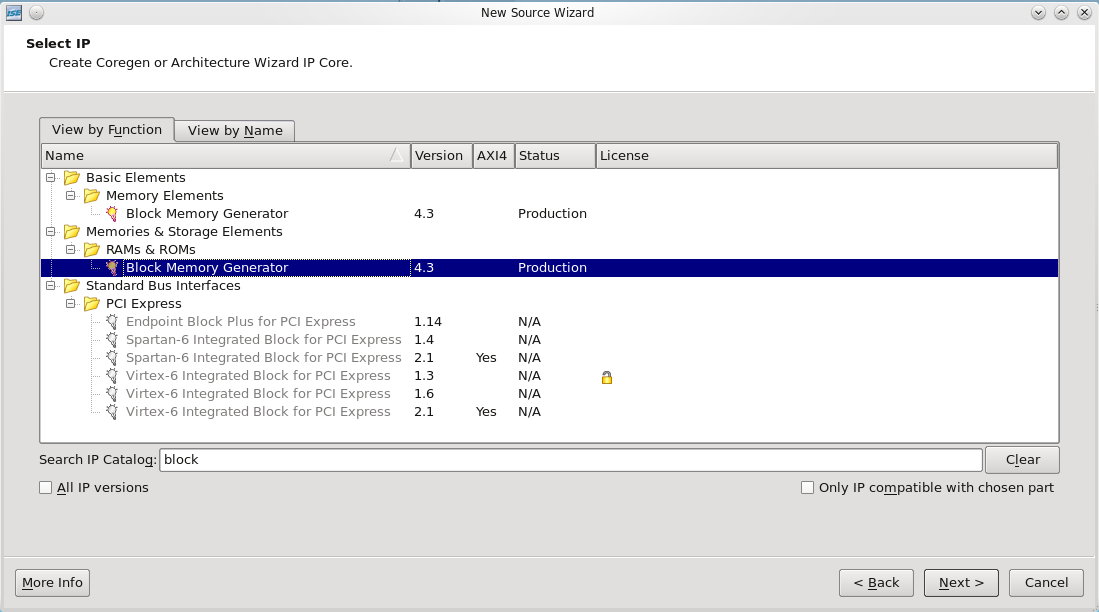 ISE New Source Wizard
Select IP
Create Coregen or Architecture Wizard IP Core.
View by Function View by Name
Name Version AXI4 Status License
Basic Elements
Memory Elements
Block Memory Generator 4.3 Production
Memories & Storage Elements
RAMs & ROMs
Block Memory Generator 4.3 Production
Standard Bus Interfaces
PCI Express
Endpoint Block Plus for PCI Express 1.14 N/A
Spartan-6 Integrated Block for PCI Express 1.4 N/A
Spartan-6 Integrated Block for PCI Express 2.1 Yes N/A
Virtex-6 Integrated Block for PCI Express 1.3 N/A
Virtex-6 Integrated Block for PCI Express 1.6 N/A
Virtex-6 Integrated Block for PCI Express 2.1 Yes N/A
Search IP Catalog: block Clear
All IP versions Only IP compatible with chosen part
More Info < Back Next > Cancel